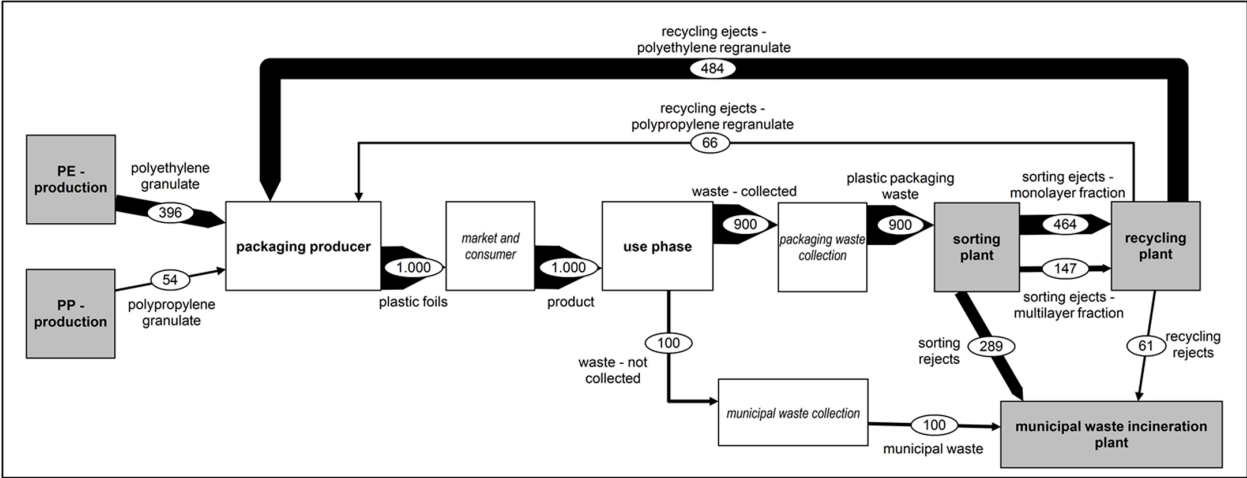 recycling ejects -
polyethylene regranulate
484
recycling ejects -
polypropylene regranulate
66
PE -
production
polyethylene
granulate
396
PP -
production
54
polypropylene
granulate
packaging producer
1.000
plastic foils
market and
consumer
1.000
product
use phase
waste - collected
900
packaging waste
collection
plastic packaging
waste
900
sorting
plant
sorting ejects -
monolayer fraction
464
147
sorting ejects -
multilayer fraction
recycling
plant
100
waste - not
collected
sorting
rejects
289
61
recycling
rejects
municipal waste collection
100
municipal waste
municipal waste incineration
plant